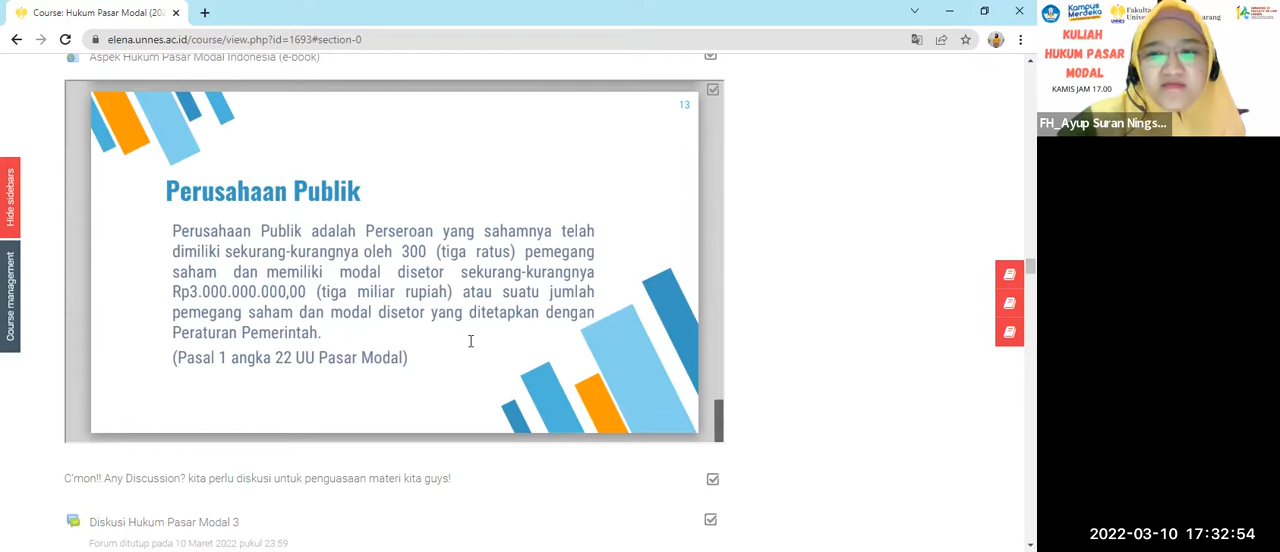 Course: Hukum Pasar Modal (202
elena.unnes.ac.id/course/view.php?id=1693#section-0
Aspek Hukum Pasar Modal Indonesia (e-book)
Hide sidebars
Course management
13
Perusahaan Publik
Perusahaan Publik adalah Perseroan yang sahamnya telah
dimiliki sekurang-kurangnya oleh 300 (tiga ratus) pemegang
saham dan memiliki modal disetor sekurang-kurangnya
Rp3.000.000.000,00 (tiga miliar rupiah) atau suatu jumlah
pemegang saham dan modal disetor yang ditetapkan dengan
Peraturan Pemerintah.
(Pasal 1 angka 22 UU Pasar Modal)
C'mon!! Any Discussion? kita perlu diskusi untuk penguasaan materi kita guys!
Diskusi Hukum Pasar Modal 3
Forum ditutup pada 10 Maret 2022 pukul 23:59
Kampus
Merdeka
UNNES
KULIAH
HUKUM PASAR
MODAL
KAMIS JAM 17.00
FH_Ayup Suran Nings...
2022-03-10 17:32:54